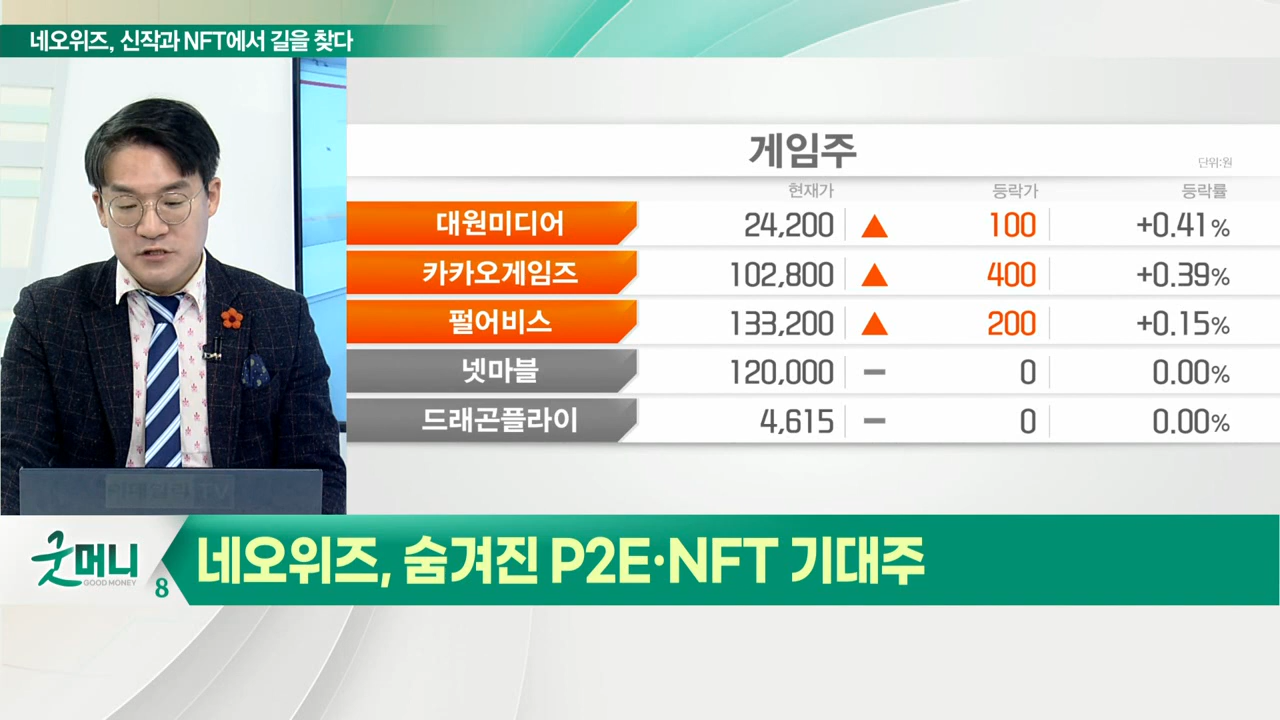 네오위즈, 신작과 NFT에서 길을 찾다
게임주
단위:원
현재가 등락가 등락률
대원미디어 24,200 ▲ 100 +0.41%
카카오게임즈 102,800 ▲ 400 +0.39%
펄어비스 133,200 ▲ 200 +0.15%
넷마블 120,000 - 0 0.00%
드래곤플라이 4,615 - 0 0.00%
이데일리 TV
굿머니
GOOD MONEY
8
네오위즈, 숨겨진 P2E·NFT 기대주